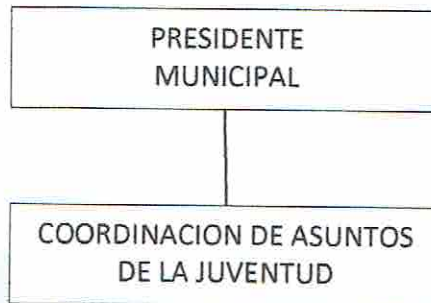 PRESIDENTE
MUNICIPAL
COORDINACION DE ASUNTOS
DE LA JUVENTUD